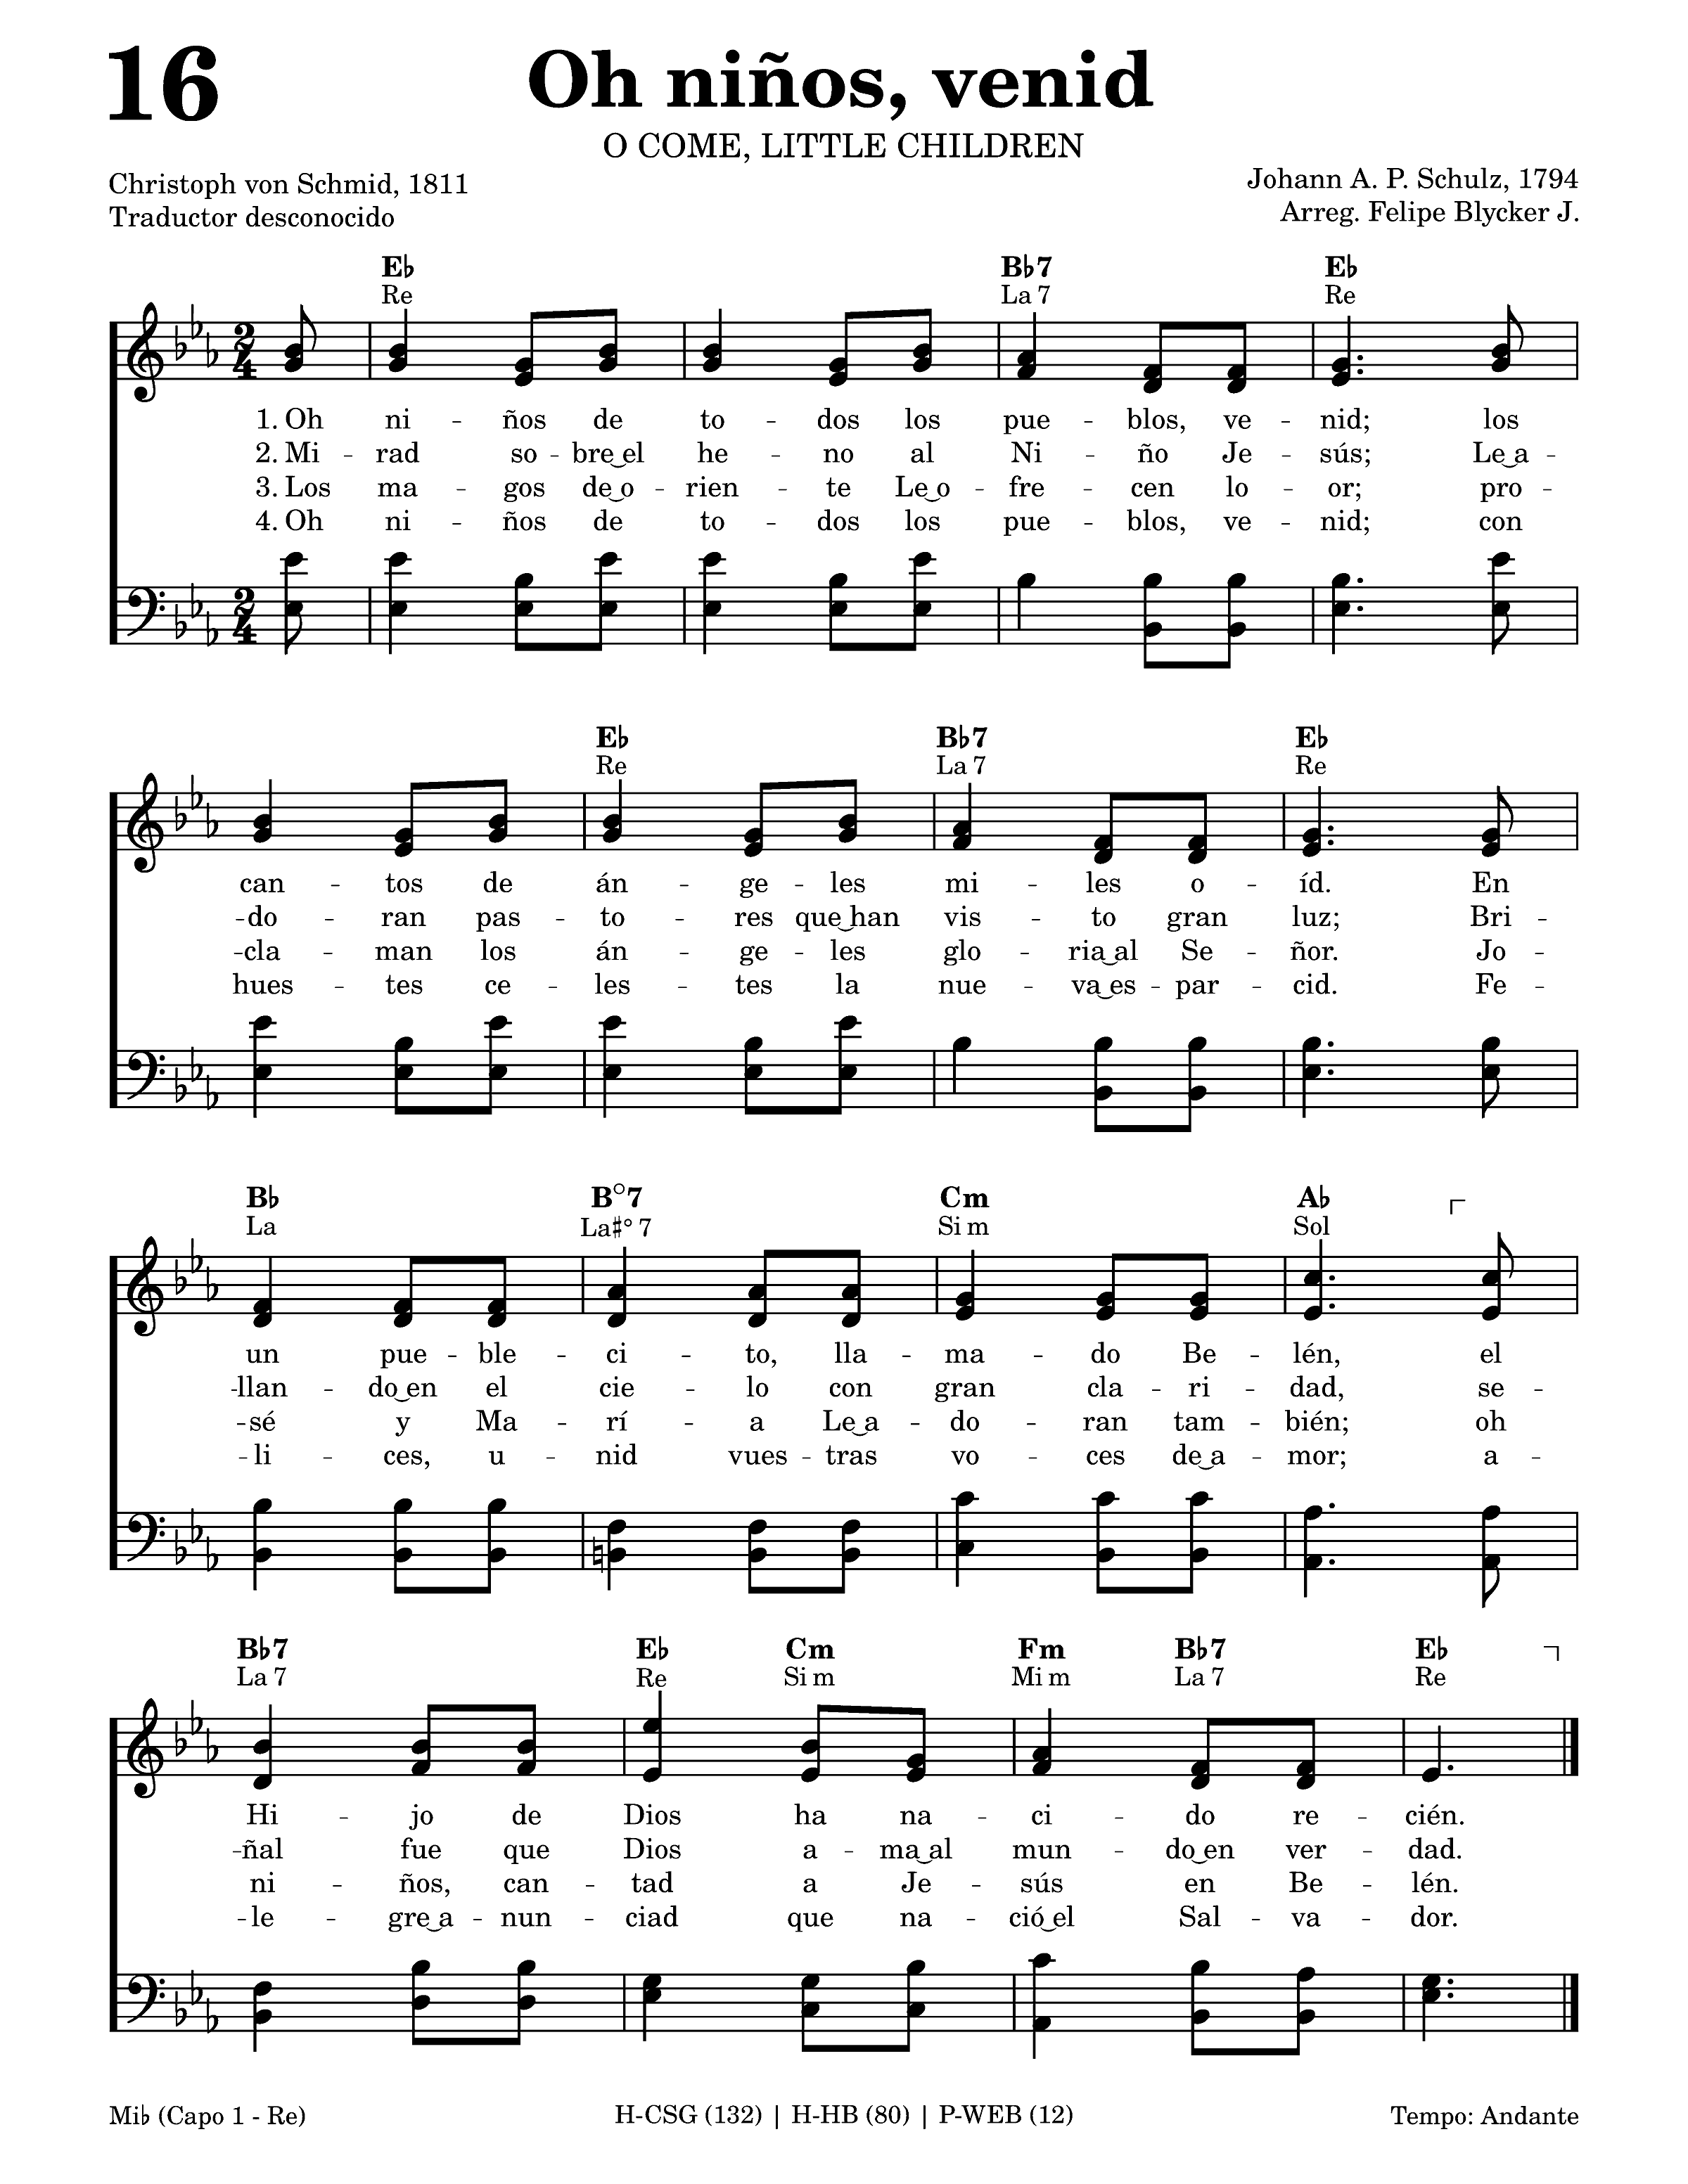 16
Oh niños, venid
O COME, LITTLE CHILDREN
Christoph von Schmid, 1811
Traductor desconocido
Johann A. P. Schulz, 1794
Arreg. Felipe Blycker J.
E♭ B♭7 E♭
Re La 7 Re
2/4
1. Oh ni - ños de to - dos los pue - blos, ve - nid; los
2. Mi - rad so - bre‿el he - no al Ni - ño Je - sús; Le‿a -
3. Los ma - gos de‿o - rien - te Le‿o - fre - cen lo - or; pro -
4. Oh ni - ños de to - dos los pue - blos, ve - nid; con
2/4
E♭ B♭7 E♭
Re La 7 Re
can - tos de án - ge - les mi - les o - íd. En
-do - ran pas - to - res que‿han vis - to gran luz; Bri -
-cla - man los án - ge - les glo - ria‿al Se - ñor. Jo -
hues - tes ce - les - tes la nue - va‿es - par - cid. Fe -
B♭ B°7 Cm A♭
La La♯° 7 Si m Sol
un pue - ble - ci - to, lla - ma - do Be - lén, el
-llan - do‿en el cie - lo con gran cla - ri - dad, se -
-sé y Ma - rí - a Le‿a - do - ran tam - bién; oh
-li - ces, u - nid vues - tras vo - ces de‿a - mor; a -
B♭7 E♭ Cm Fm B♭7 E♭
La 7 Re Si m Mi m La 7 Re
Hi - jo de Dios ha na - ci - do re - cién.
-ñal fue que Dios a - ma‿al mun - do‿en ver - dad.
ni - ños, can - tad a Je - sús en Be - lén.
-le - gre‿a - nun - ciad que na - ció‿el Sal - va - dor.
Mi♭ (Capo 1 - Re)
H-CSG (132) | H-HB (80) | P-WEB (12)
Tempo: Andante